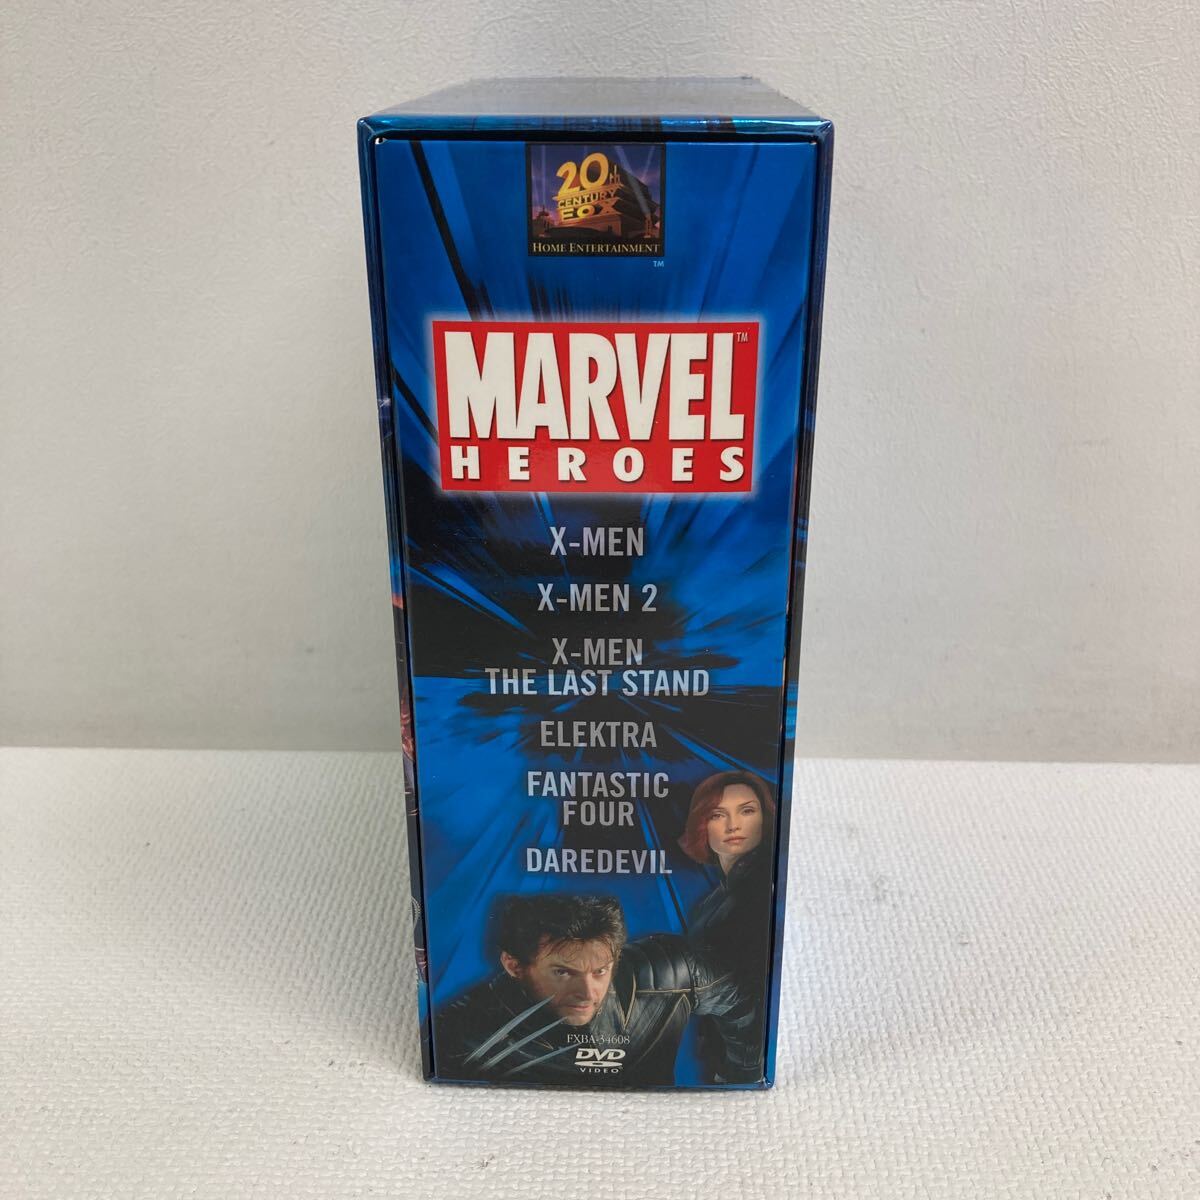 20th
CENTURY
FOX
HOME ENTERTAINMENT
TM
MARVEL TM
HEROES
X-MEN
X-MEN 2
X-MEN
THE LAST STAND
ELEKTRA
FANTASTIC
FOUR
DAREDEVIL
FXBA-34608
DVD
VIDEO